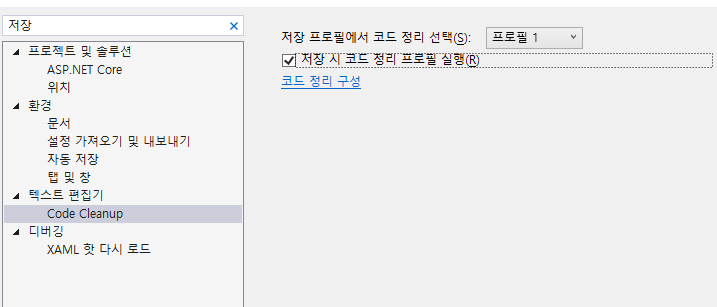 저장
프로젝트 및 솔루션
ASP.NET Core
위치
환경
문서
설정 가져오기 및 내보내기
자동 저장
탭 및 창
텍스트 편집기
Code Cleanup
디버깅
XAML 핫 다시 로드
저장 프로필에서 코드 정리 선택(S): 프로필 1
저장 시 코드 정리 프로필 실행(R)
코드 정리 구성